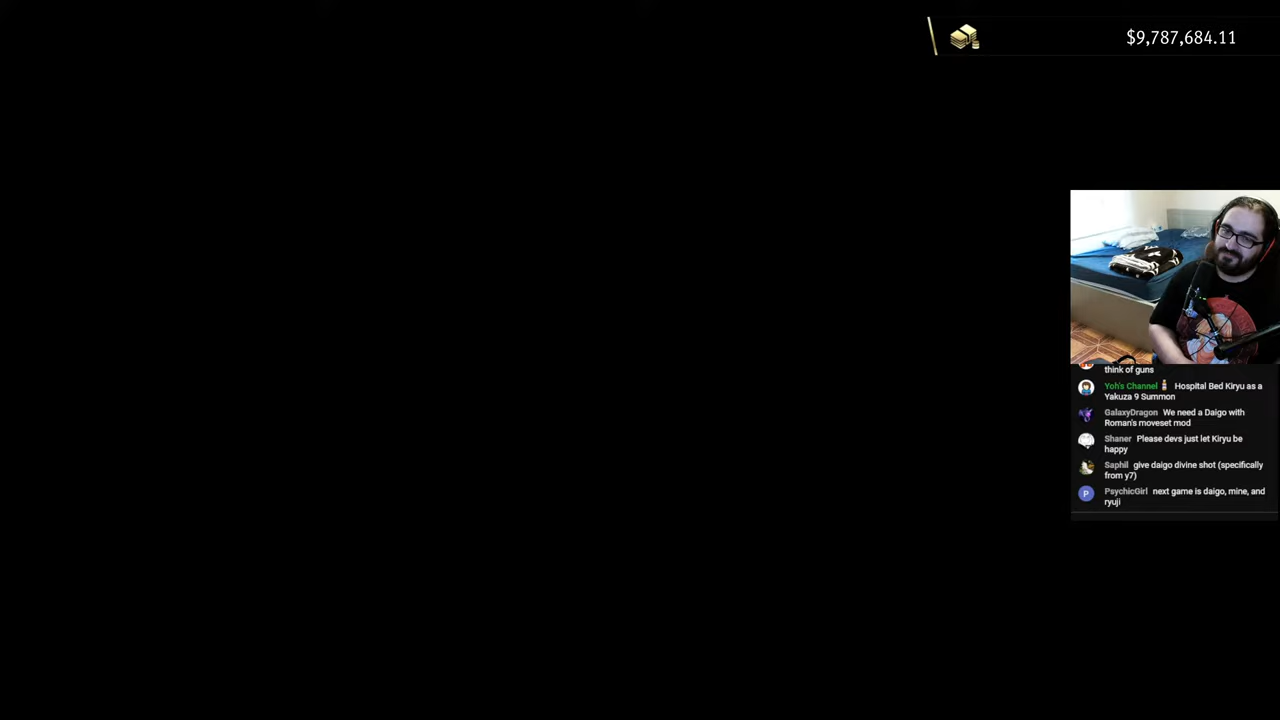 $9,787,684.11
think of guns
Yoh's Channel Hospital Bed Kiryu as a
Yakuza 9 Summon
GalaxyDragon We need a Daigo with
Roman's moveset mod
Shaner Please devs just let Kiryu be
happy
Saphil give daigo divine shot (specifically
from y7)
P
PsychicGirl next game is daigo, mine, and
ryuji